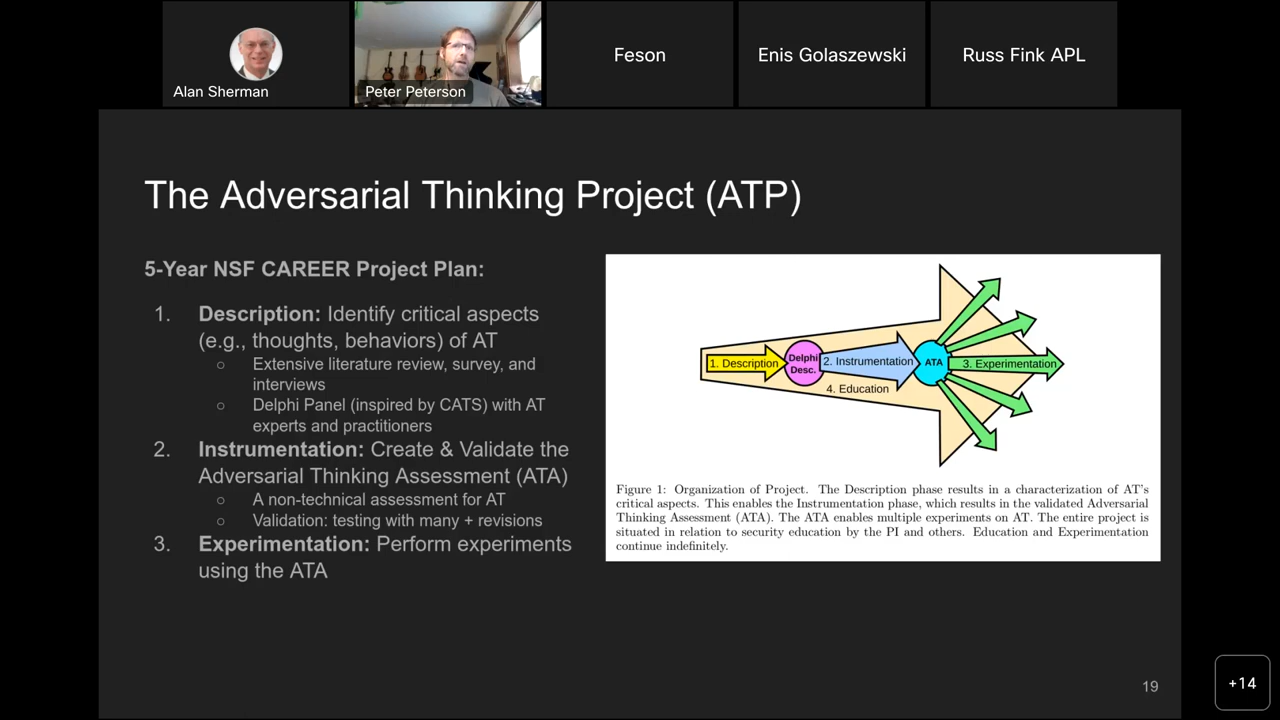 Alan Sherman
Peter Peterson
Feson
Enis Golaszewski
Russ Fink APL
The Adversarial Thinking Project (ATP)
5-Year NSF CAREER Project Plan:
1. Description: Identify critical aspects
(e.g., thoughts, behaviors) of AT
○ Extensive literature review, survey, and
interviews
○ Delphi Panel (inspired by CATS) with AT
experts and practitioners
2. Instrumentation: Create & Validate the
Adversarial Thinking Assessment (ATA)
○ A non-technical assessment for AT
○ Validation: testing with many + revisions
3. Experimentation: Perform experiments
using the ATA
1. Description
Delphi
Desc.
2. Instrumentation
ATA
3. Experimentation
4. Education
Figure 1: Organization of Project. The Description phase results in a characterization of AT's
critical aspects. This enables the Instrumentation phase, which results in the validated Adversarial
Thinking Assessment (ATA). The ATA enables multiple experiments on AT. The entire project is
situated in relation to security education by the PI and others. Education and Experimentation
continue indefinitely.
19
+14